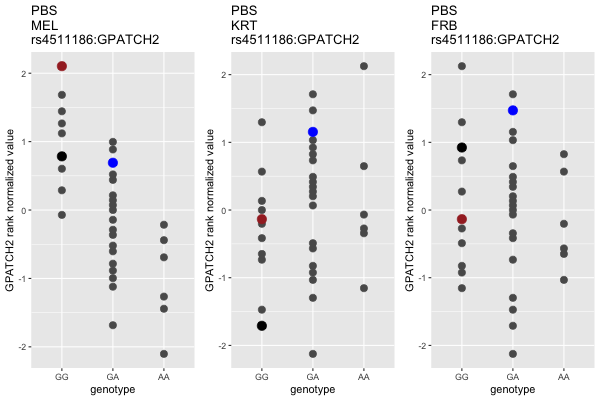 PBS
MEL
rs4511186:GPATCH2
GPATCH2 rank normalized value
2
1
0
-1
-2
GG GA AA
genotype
PBS
KRT
rs4511186:GPATCH2
GPATCH2 rank normalized value
2
1
0
-1
-2
GG GA AA
genotype
PBS
FRB
rs4511186:GPATCH2
GPATCH2 rank normalized value
2
1
0
-1
-2
GG GA AA
genotype